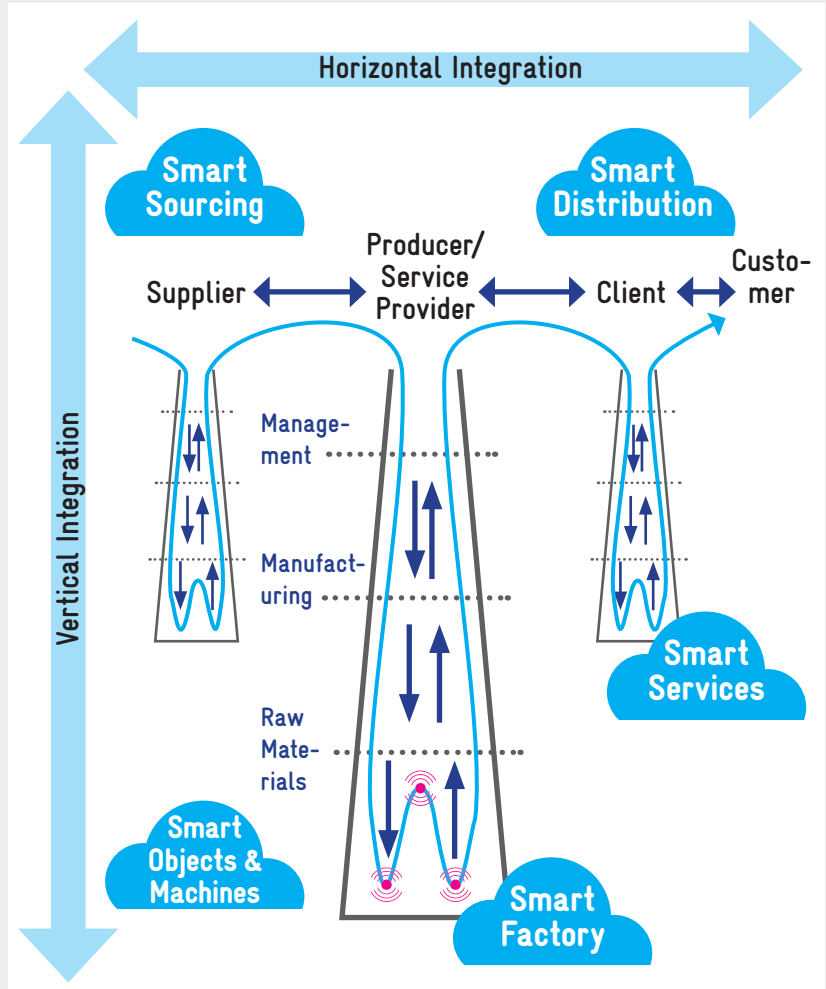 Horizontal Integration
Vertical Integration
Smart
Sourcing
Smart
Distribution
Supplier
Producer/
Service
Provider
Client
Custo-
mer
Manage-
ment
Manufact-
uring
Raw
Mate-
rials
Smart
Services
Smart
Objects &
Machines
Smart
Factory